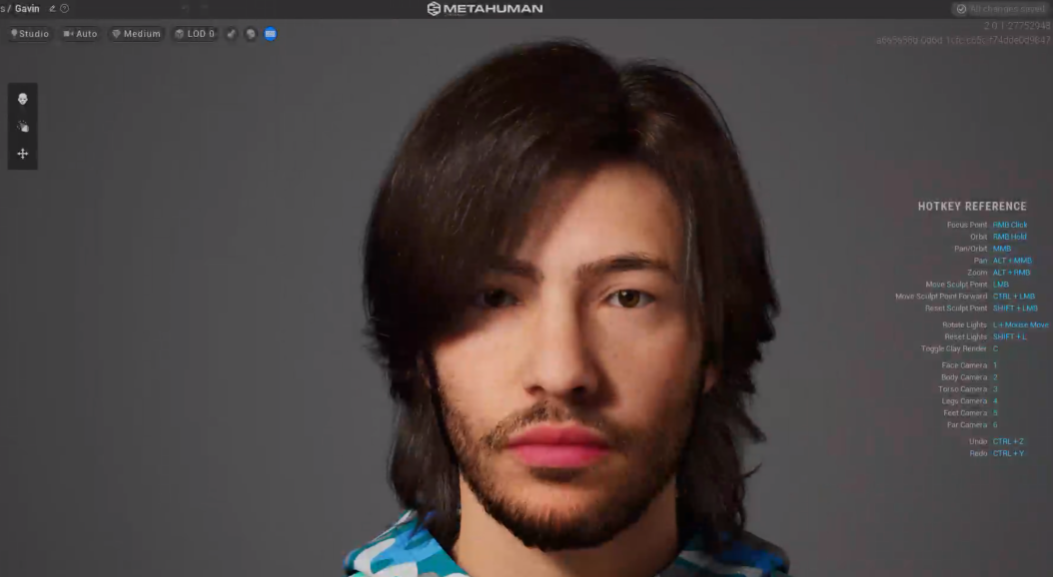 s / Gavin
METAHUMAN
All changes saved
Studio
Auto
Medium
LOD 0
2.0.1-27752948
HOTKEY REFERENCE
Focus Point RMB Click
Orbit RMB Hold
Pan/Orbit MMB
Pan ALT + MMB
Zoom ALT + RMB
Move Sculpt Point LMB
Move Sculpt Point Forward CTRL + LMB
Reset Sculpt Point SHIFT + LMB
Rotate Lights L + Mouse Move
Reset Lights SHIFT + L
Toggle Clay Render C
Face Camera 1
Body Camera 2
Torso Camera 3
Legs Camera 4
Feet Camera 5
Far Camera 6
Undo CTRL + Z
Redo CTRL + Y